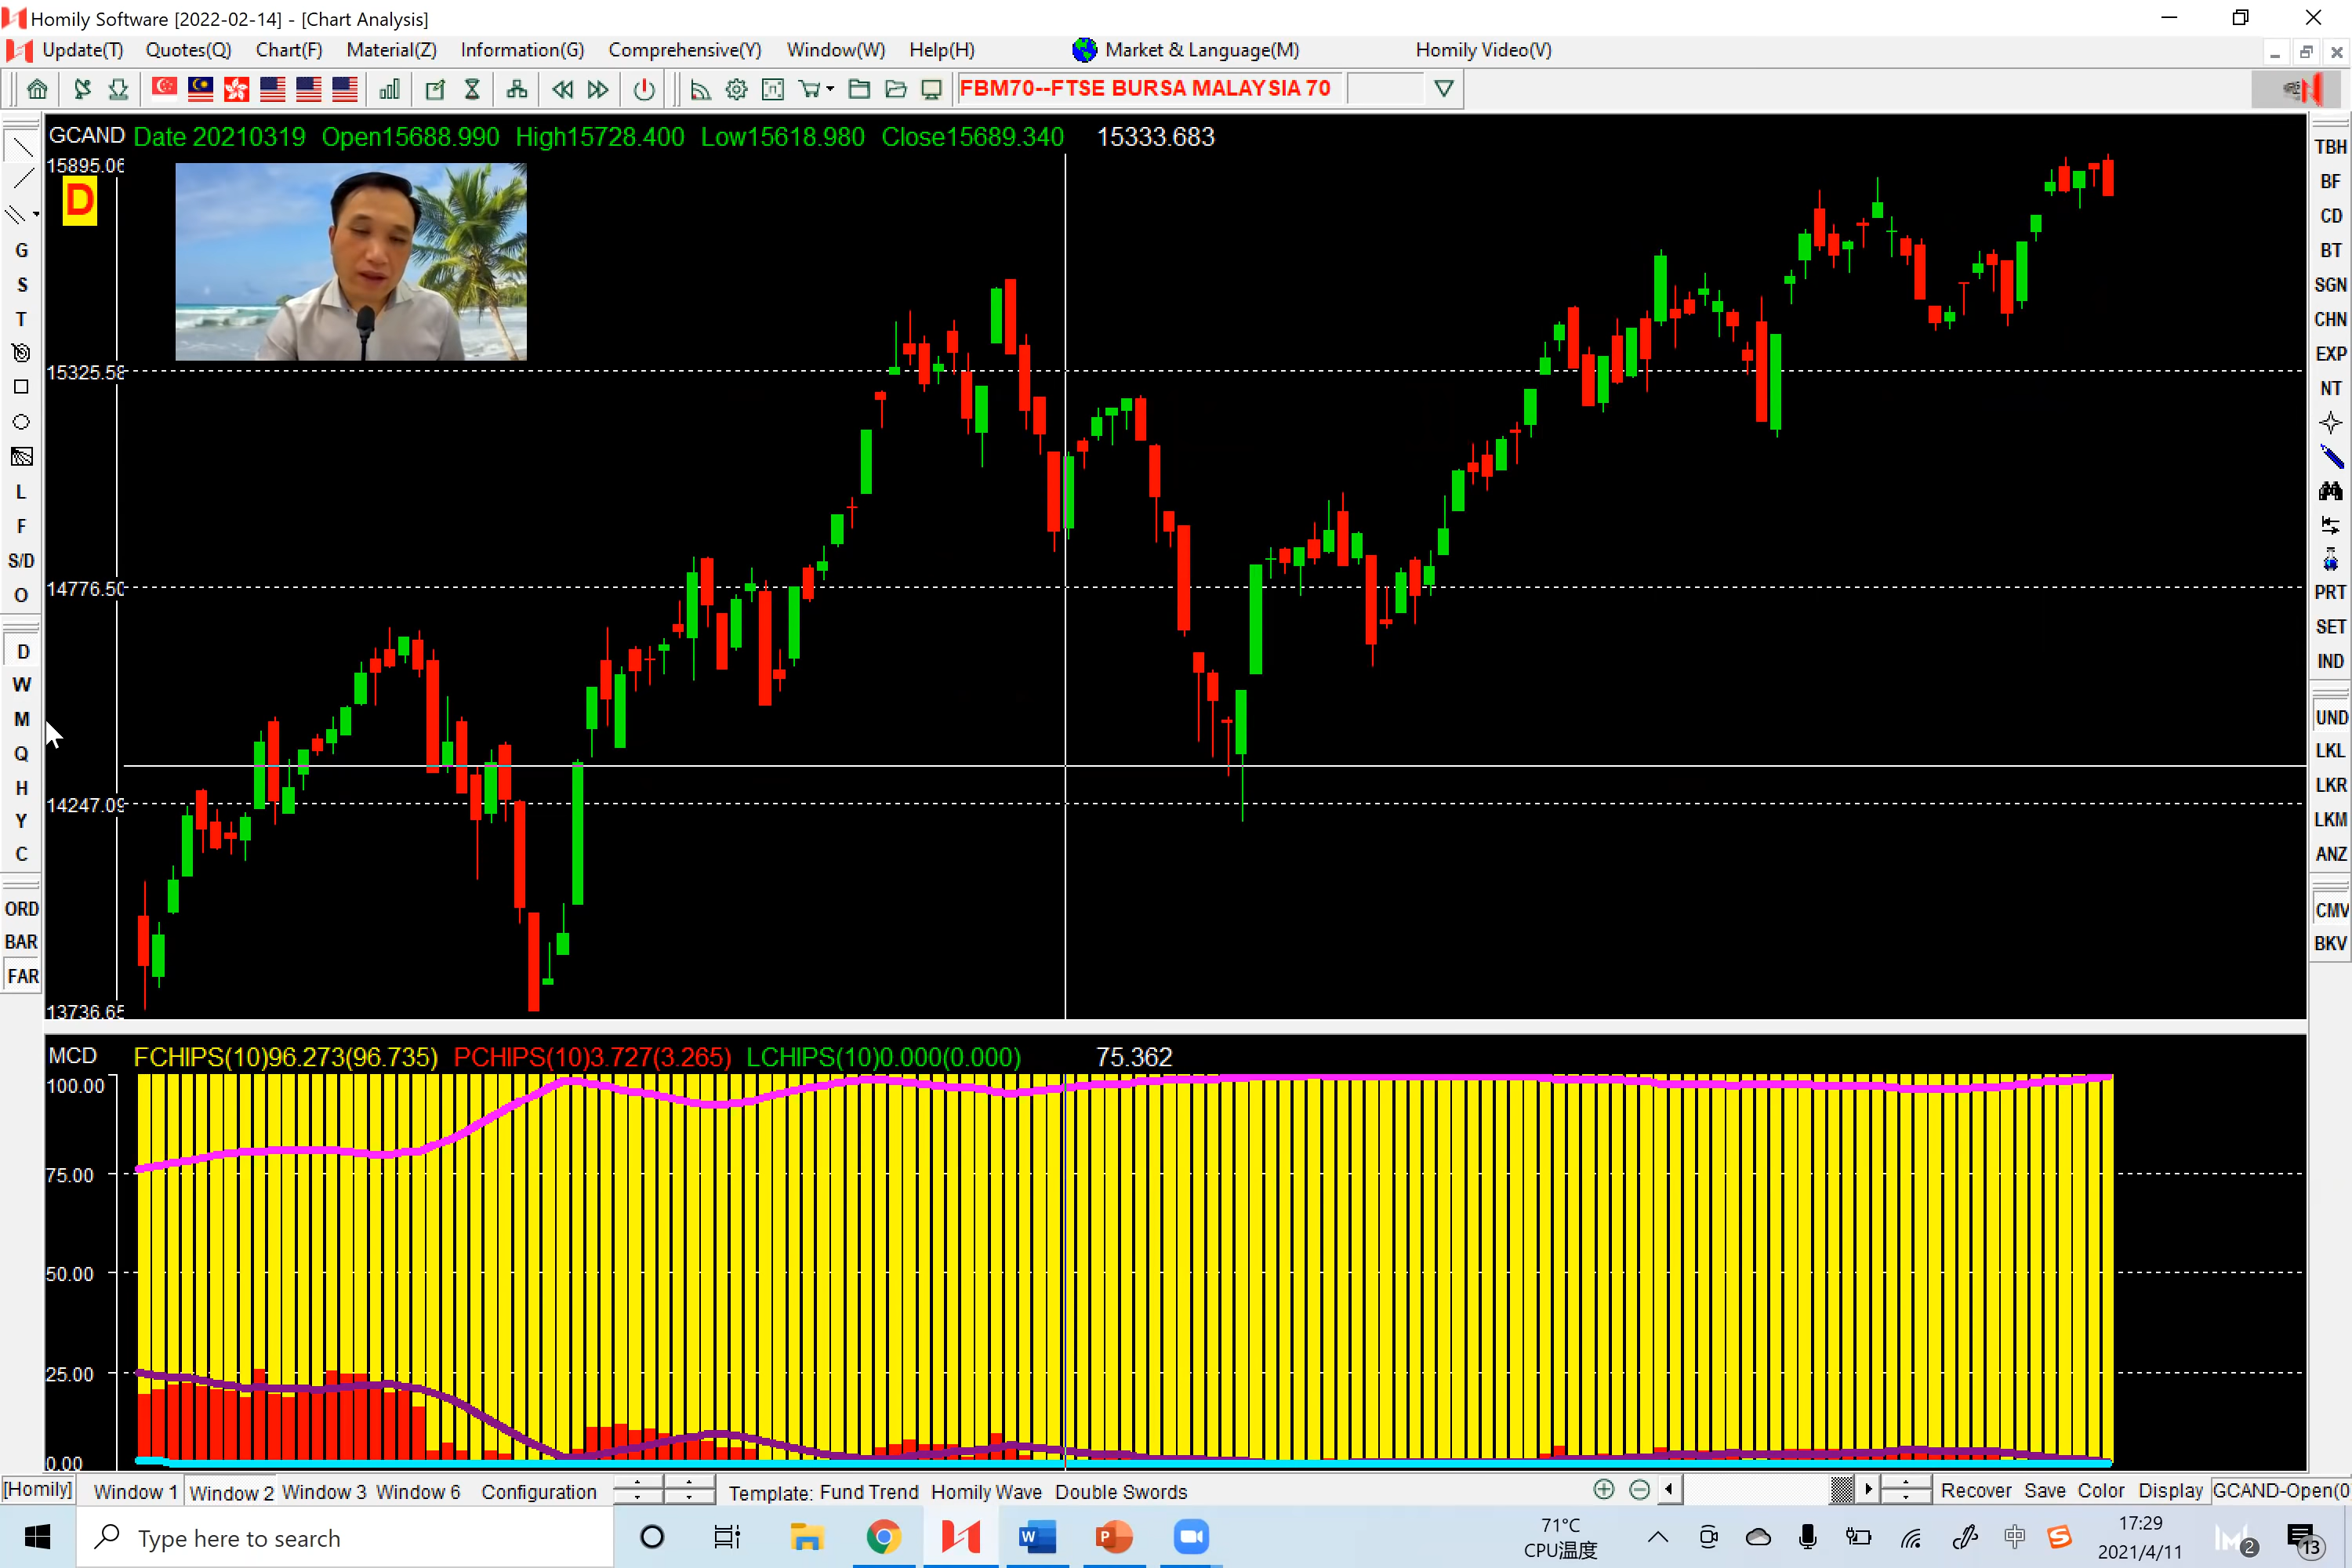 Homily Software [2022-02-14] - [Chart Analysis]
Update(T) Quotes(Q) Chart(F) Material(Z) Information(G) Comprehensive(Y) Window(W) Help(H) Market & Language(M) Homily Video(V)
FBM70--FTSE BURSA MALAYSIA 70
GCAND Date 20210319 Open15688.990 High15728.400 Low15618.980 Close15689.340 15333.683
15895.06
D
15325.58
14776.50
14247.09
13736.65
G
S
T
L
F
S/D
O
D
W
M
Q
H
Y
C
ORD
BAR
FAR
TBH
BF
CD
BT
SGN
CHN
EXP
NT
PRT
SET
IND
UND
LKL
LKR
LKM
ANZ
CMV
BKV
MCD FCHIPS(10)96.273(96.735) PCHIPS(10)3.727(3.265) LCHIPS(10)0.000(0.000) 75.362
100.00
75.00
50.00
25.00
0.00
[Homily] Window 1 Window 2 Window 3 Window 6 Configuration Template: Fund Trend Homily Wave Double Swords Recover Save Color Display GCAND-Open(0
Type here to search
71°C
CPU温度
中
17:29
2021/4/11
2
13